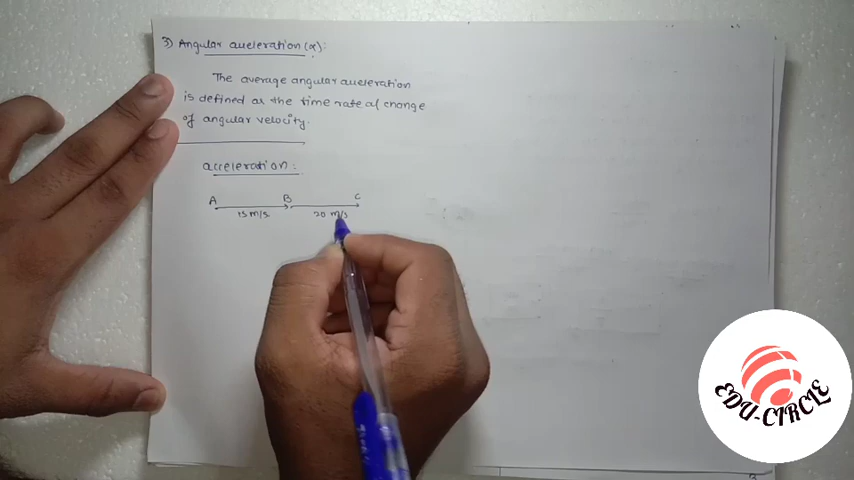 3) Angular acceleration (α):
The average angular acceleration
is defined as the time rate of change
of angular velocity.
acceleration:
A B C
15 m/s 20 m/s
EDU-CIRCLE